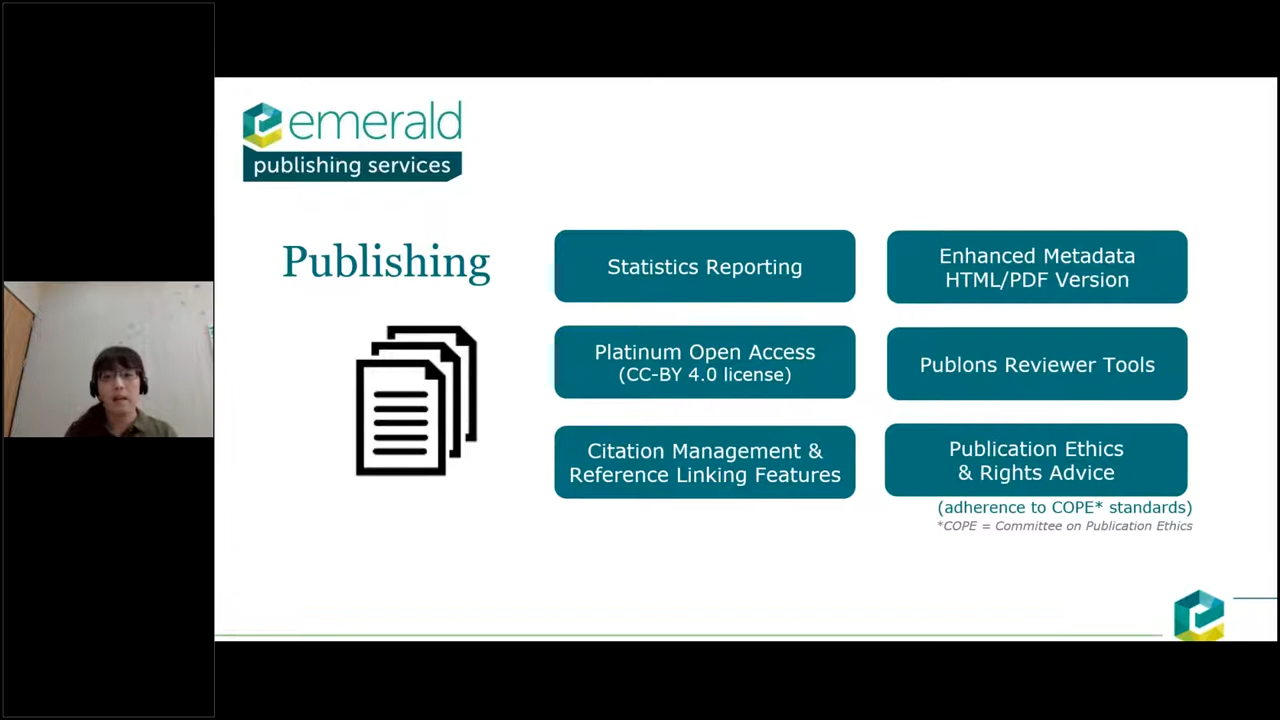 emerald
publishing services
Publishing
Statistics Reporting
Enhanced Metadata
HTML/PDF Version
Platinum Open Access
(CC-BY 4.0 license)
Publons Reviewer Tools
Citation Management &
Reference Linking Features
Publication Ethics
& Rights Advice
(adherence to COPE* standards)
*COPE = Committee on Publication Ethics